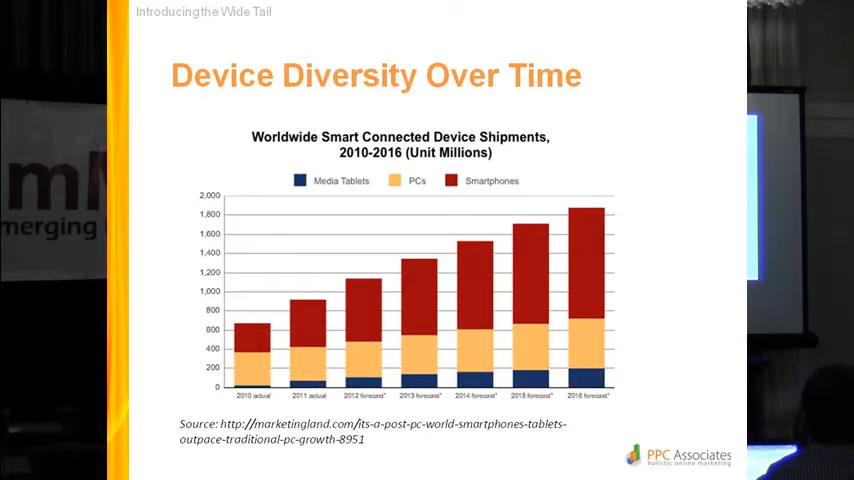 Introducing the Wide Tail
Device Diversity Over Time
Worldwide Smart Connected Device Shipments,
2010-2016 (Unit Millions)
Media Tablets PCs Smartphones
2,000
1,800
1,600
1,400
1,200
1,000
800
600
400
200
0
2010 actual 2011 actual 2012 forecast* 2013 forecast* 2014 forecast* 2015 forecast* 2016 forecast*
Source: http://marketingland.com/its-a-post-pc-world-smartphones-tablets-
outpace-traditional-pc-growth-8951
PPC Associates
holistic online marketing
merging